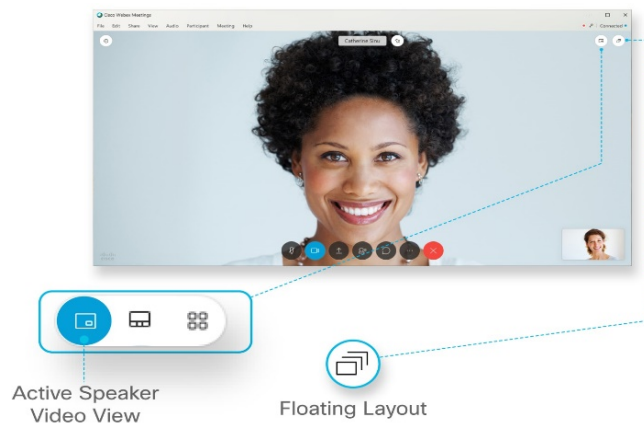 Cisco Webex Meetings
File Edit Share View Audio Participant Meeting Help
Connected
Catherine Sinu
Active Speaker
Video View
Floating Layout